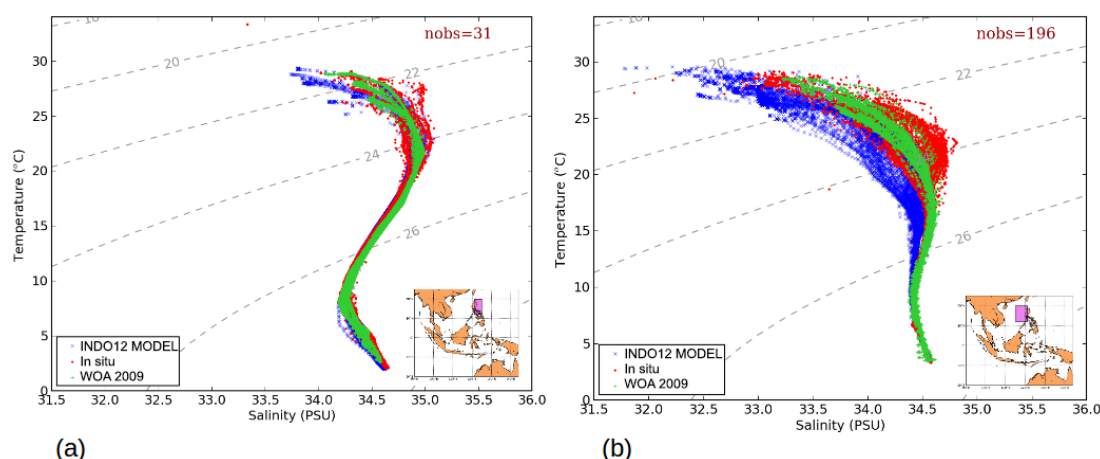 nobs=31
18
20
22
24
26
30
25
20
15
10
5
0
Temperature (°C)
INDO12 MODEL
In situ
WOA 2009
31.5 32.0 32.5 33.0 33.5 34.0 34.5 35.0 35.5 36.0
Salinity (PSU)
(a)
nobs=196
20
22
24
26
30
25
20
15
10
5
0
Temperature (°C)
INDO12 MODEL
In situ
WOA 2009
31.5 32.0 32.5 33.0 33.5 34.0 34.5 35.0 35.5 36.0
Salinity (PSU)
(b)